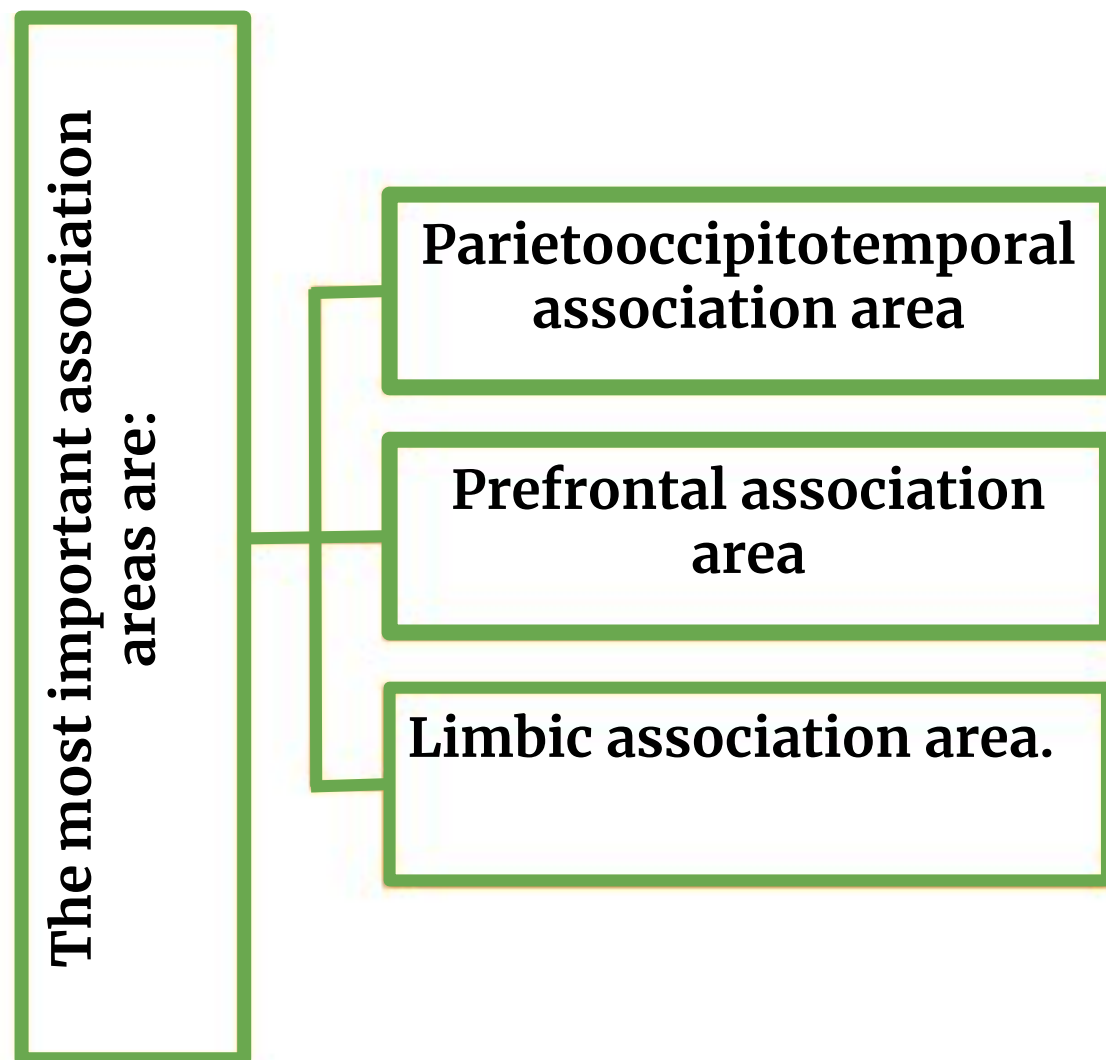 The most important association
areas are:
Parietooccipitotemporal
association area
Prefrontal association
area
Limbic association area.